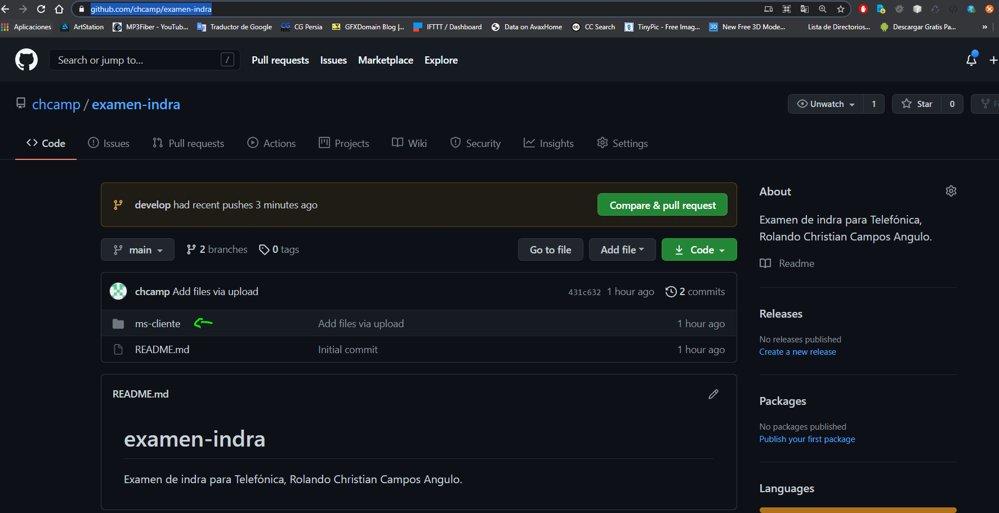 github.com/chcamp/examen-indra
Aplicaciones ArtStation MP3Fiber - YouTub... Traductor de Google CG Persia GFXDomain Blog |... IFTTT / Dashboard Data on AvaxHome CC Search TinyPic - Free Imag... New Free 3D Mode... Lista de Directorios... Descargar Gratis Pa... »
Search or jump to... / Pull requests Issues Marketplace Explore
chcamp / examen-indra Unwatch 1 Star 0
Code Issues Pull requests Actions Projects Wiki Security Insights Settings
develop had recent pushes 3 minutes ago Compare & pull request
main 2 branches 0 tags Go to file Add file Code
chcamp Add files via upload 431c632 1 hour ago 2 commits
ms-cliente Add files via upload 1 hour ago
README.md Initial commit 1 hour ago
README.md
examen-indra
Examen de indra para Telefónica, Rolando Christian Campos Angulo.
About
Examen de indra para Telefónica,
Rolando Christian Campos Angulo.
Readme
Releases
No releases published
Create a new release
Packages
No packages published
Publish your first package
Languages